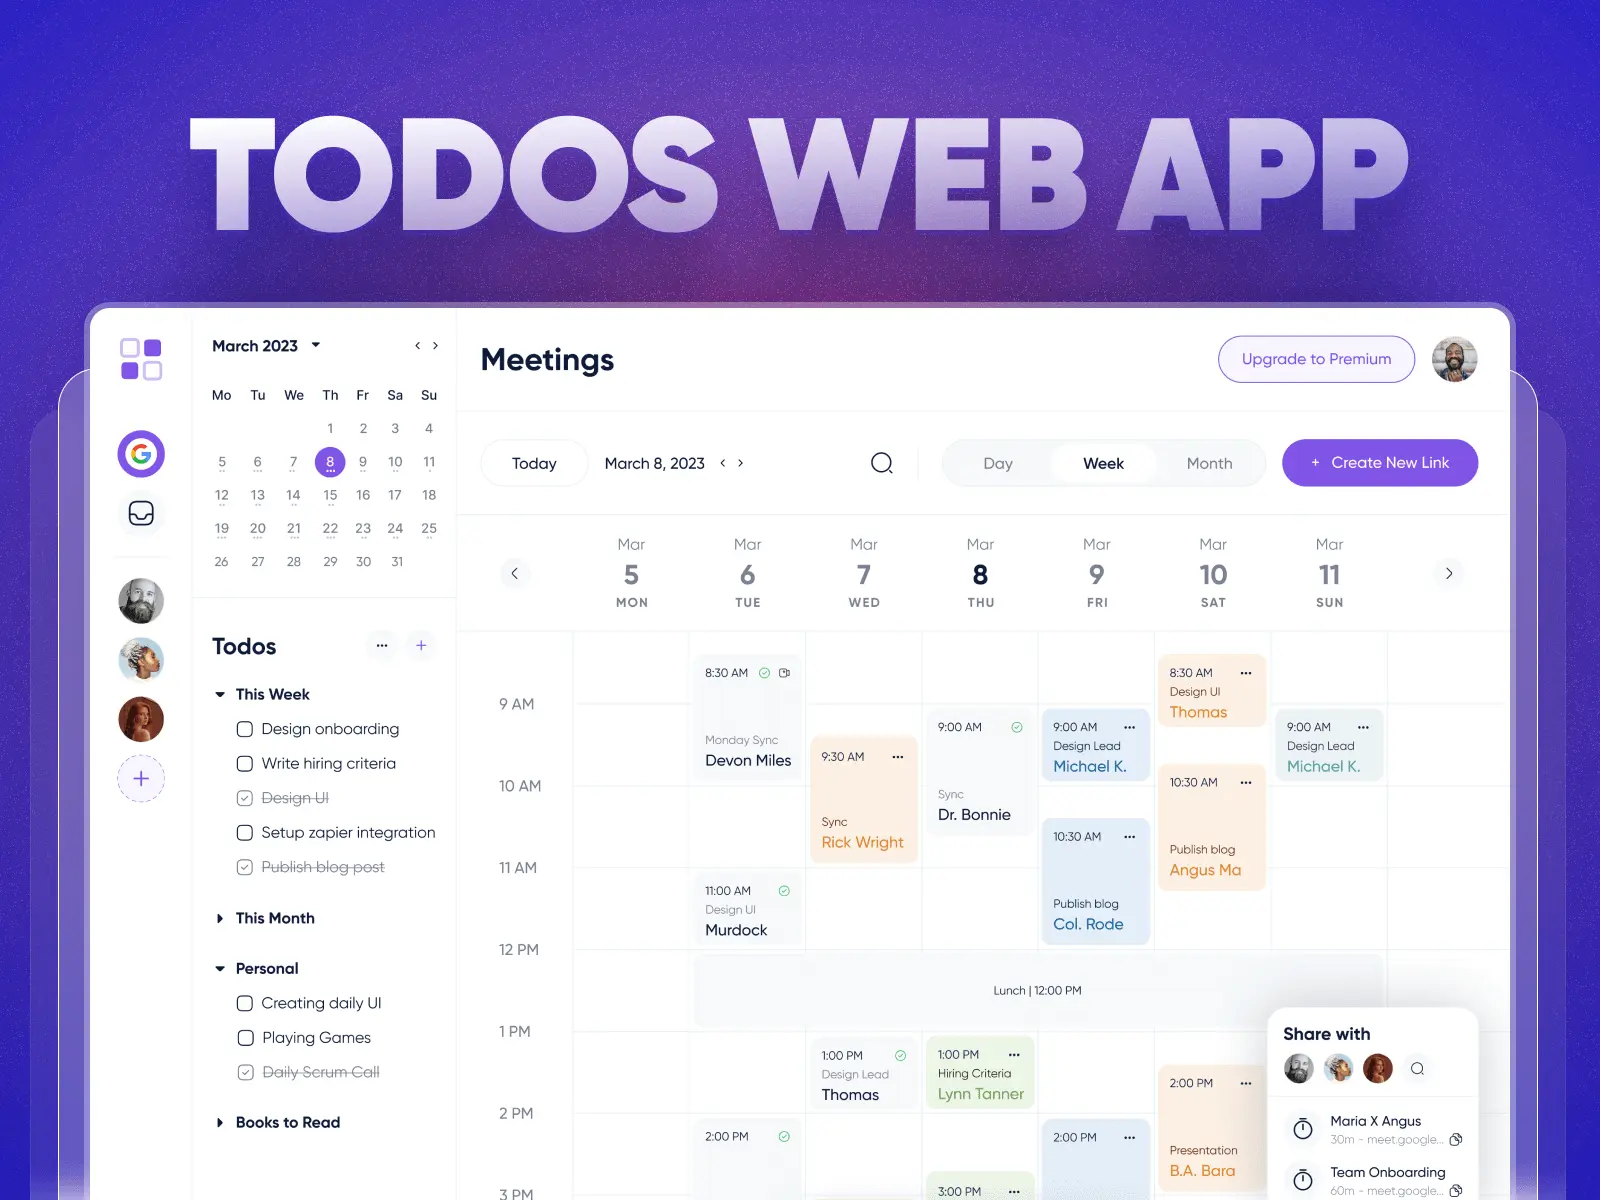 TODOS WEB APP
March 2023
Mo Tu We Th Fr Sa Su
1 2 3 4
5 6 7 8 9 10 11
12 13 14 15 16 17 18
19 20 21 22 23 24 25
26 27 28 29 30 31
Todos
This Week
Design onboarding
Write hiring criteria
Design UI
Setup zapier integration
Publish blog post
This Month
Personal
Creating daily UI
Playing Games
Daily Scrum Call
Books to Read
Meetings
Upgrade to Premium
Today
March 8, 2023
Day
Week
Month
+ Create New Link
Mar Mar Mar Mar Mar Mar Mar
5 6 7 8 9 10 11
MON TUE WED THU FRI SAT SUN
9 AM
10 AM
11 AM
12 PM
1 PM
2 PM
3 PM
8:30 AM
Monday Sync
Devon Miles
11:00 AM
Design UI
Murdock
2:00 PM
9:30 AM
Sync
Rick Wright
1:00 PM
Design Lead
Thomas
9:00 AM
Sync
Dr. Bonnie
1:00 PM
Hiring Criteria
Lynn Tanner
3:00 PM
9:00 AM
Design Lead
Michael K.
10:30 AM
Publish blog
Col. Rode
2:00 PM
8:30 AM
Design UI
Thomas
10:30 AM
Publish blog
Angus Ma
2:00 PM
Presentation
B.A. Bara
9:00 AM
Design Lead
Michael K.
Lunch | 12:00 PM
Share with
Maria X Angus
30m - meet.google...
Team Onboarding
60m - meet.google...